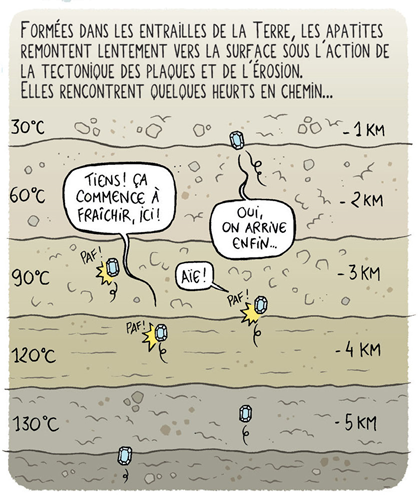 Formées dans les entrailles de la Terre, les apatites
remontent lentement vers la surface sous l'action de
la tectonique des plaques et de l'érosion.
Elles rencontrent quelques heurts en chemin...
30°C
- 1 KM
60°C
- 2 KM
TIENS! ÇA
COMMENCE À
FRAÎCHIR, ICI!
OUI,
ON ARRIVE
ENFIN...
90°C
PAF!
AÏE!
- 3 KM
PAF!
PAF!
120°C
- 4 KM
130°C
- 5 KM